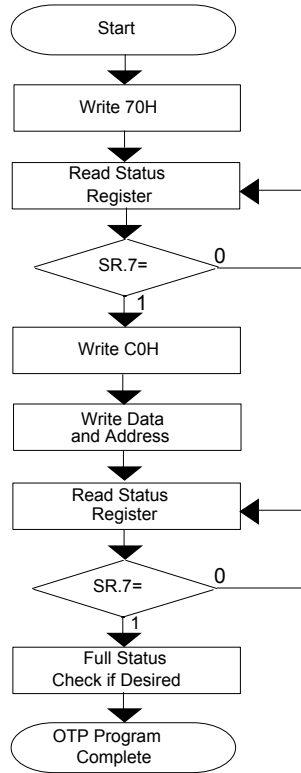 Start
Write 70H
Read Status
Register
SR.7=
0
1
Write C0H
Write Data
and Address
Read Status
Register
SR.7=
0
1
Full Status
Check if Desired
OTP Program
Complete